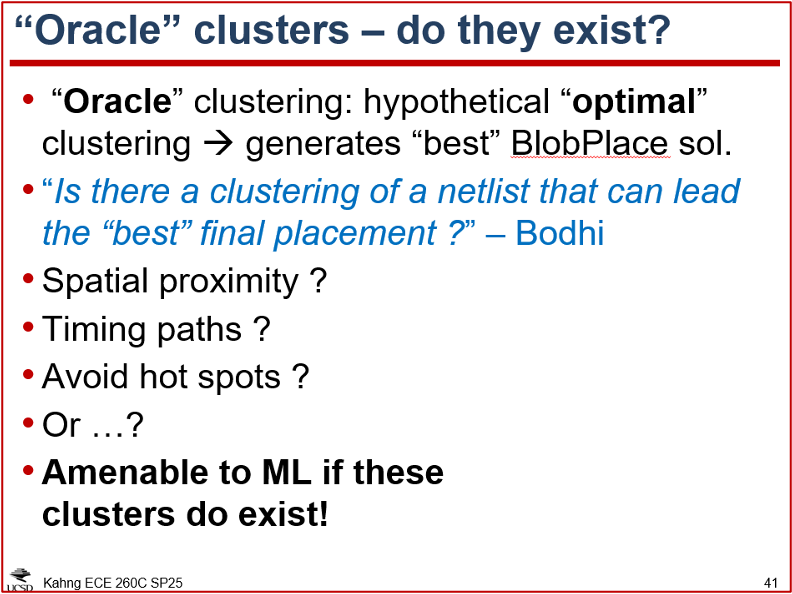 “Oracle” clusters – do they exist?
• “Oracle” clustering: hypothetical “optimal”
clustering → generates “best” BlobPlace sol.
• “Is there a clustering of a netlist that can lead
the “best” final placement ?” – Bodhi
• Spatial proximity ?
• Timing paths ?
• Avoid hot spots ?
• Or …?
• Amenable to ML if these
clusters do exist!
UCSD
Kahng ECE 260C SP25
41